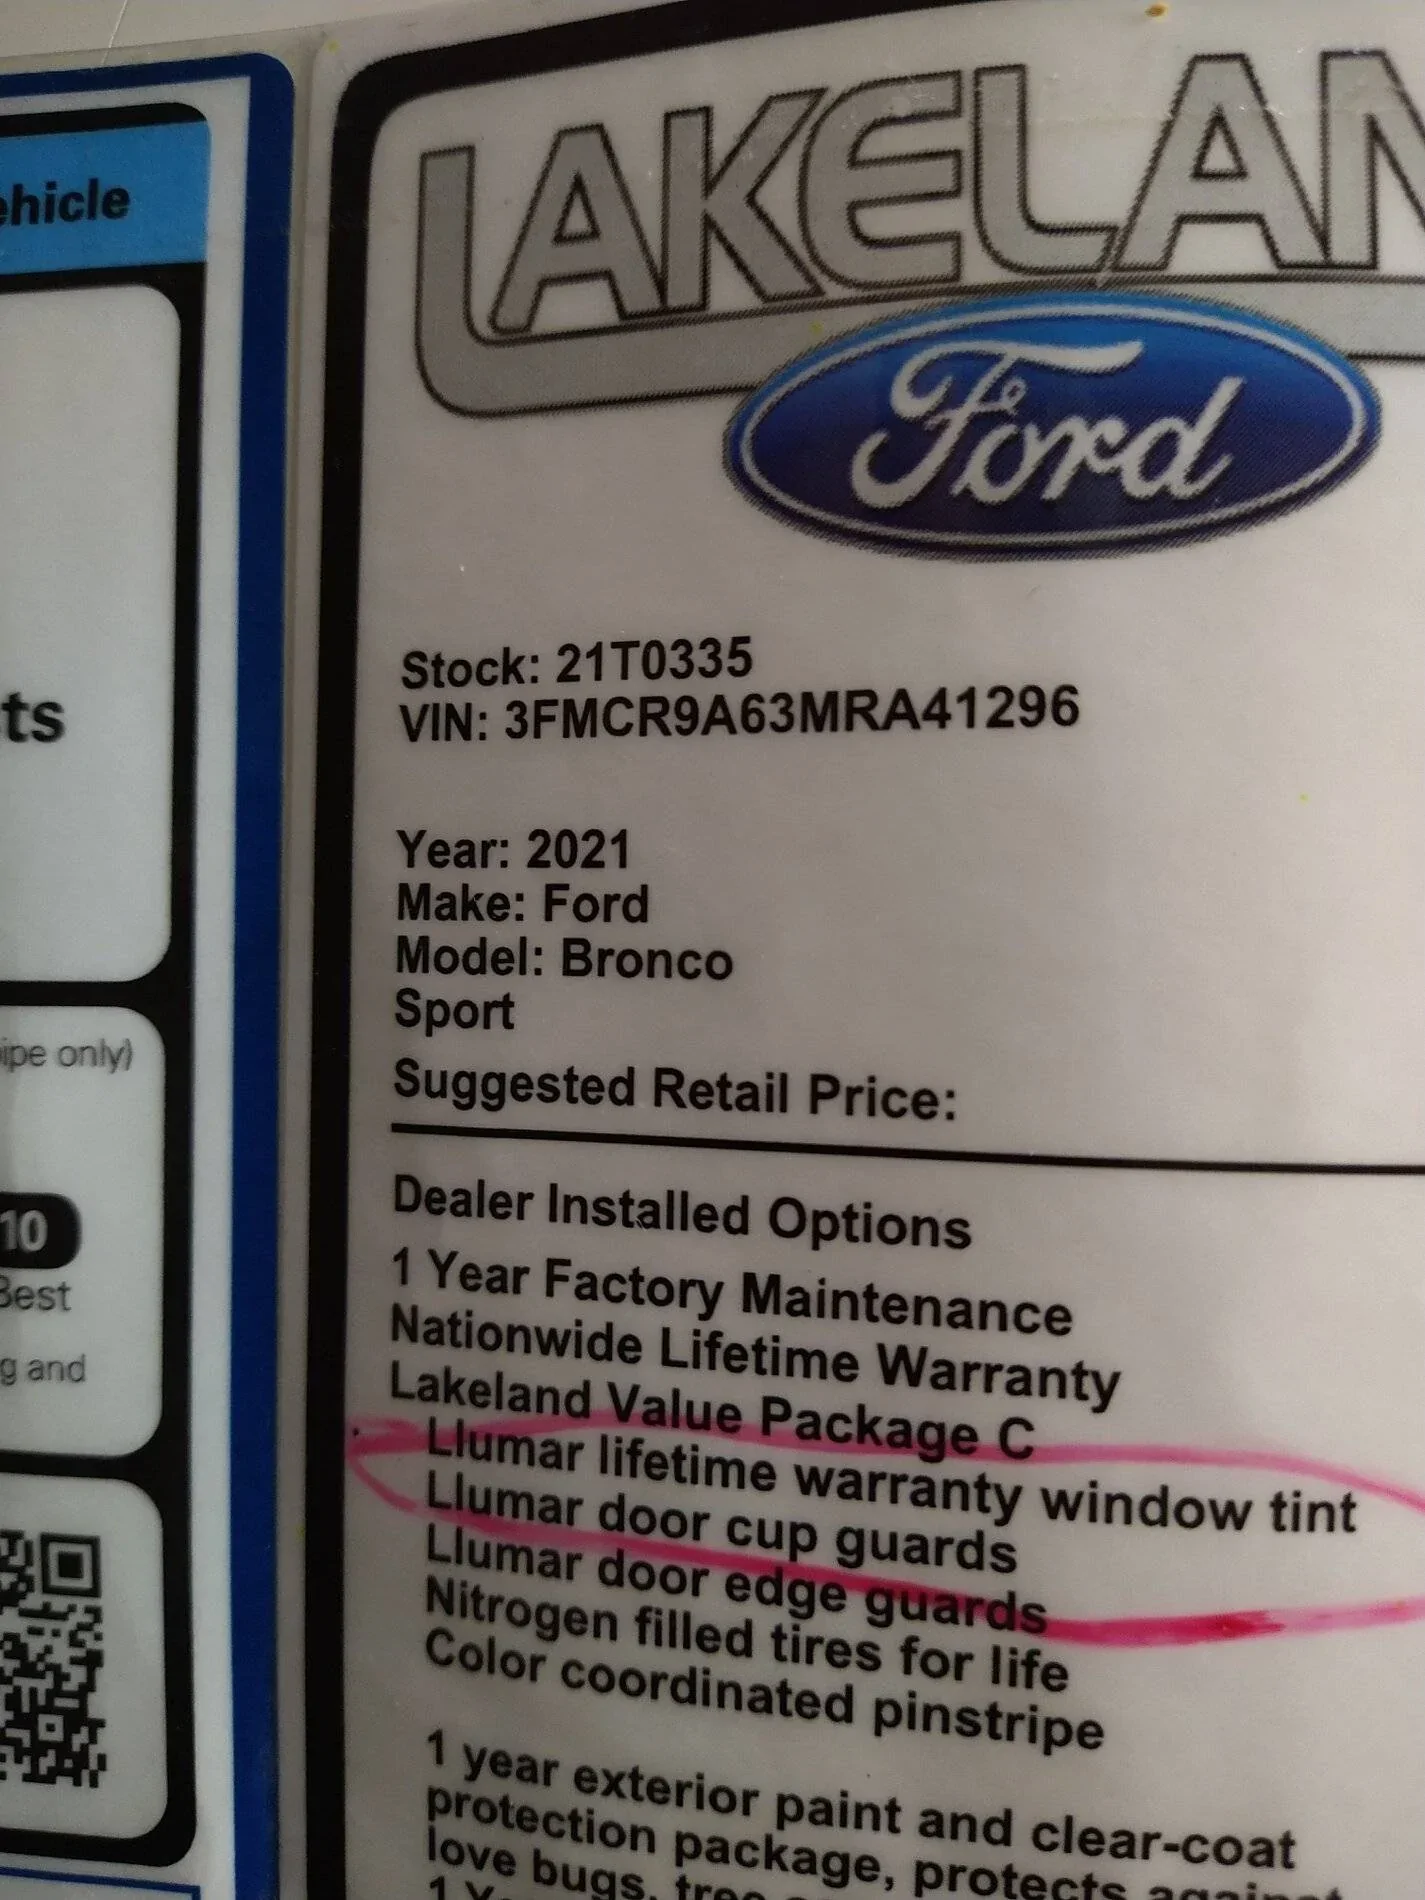 LAKELAN
Ford
Stock: 21T0335
VIN: 3FMCR9A63MRA41296
Year: 2021
Make: Ford
Model: Bronco
Sport
Suggested Retail Price:
Dealer Installed Options
1 Year Factory Maintenance
Nationwide Lifetime Warranty
Lakeland Value Package C
Llumar lifetime warranty window tint
Llumar door cup guards
Llumar door edge guards
Nitrogen filled tires for life
Color coordinated pinstripe
1 year exterior paint and clear-coat
protection package, protects against
love bugs, tree
ehicle
ts
ipe only)
10
Best
g and